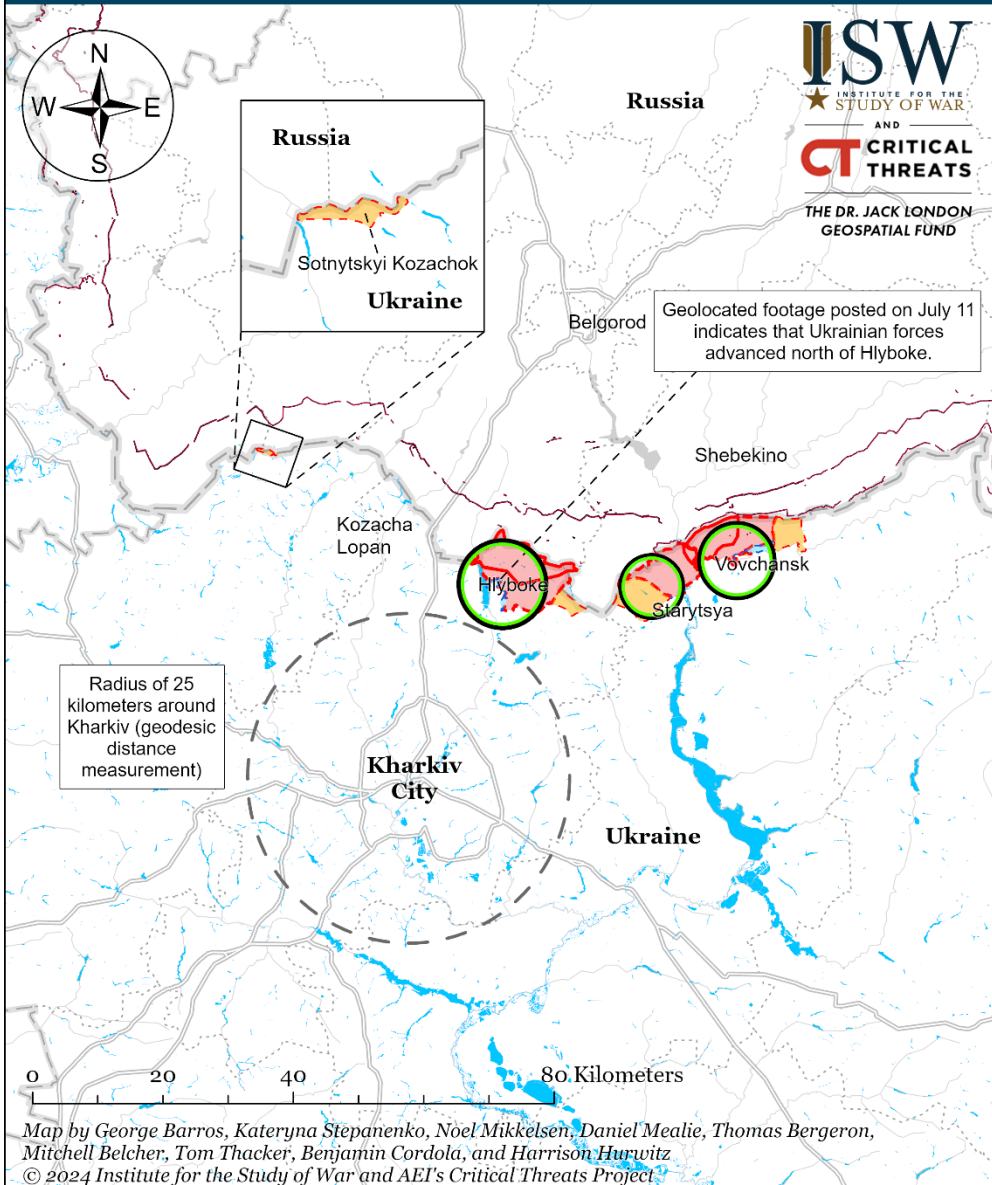 N
W
E
S
ISW
INSTITUTE FOR THE
STUDY OF WAR
AND
CT CRITICAL
THREATS
THE DR. JACK LONDON
GEOSPATIAL FUND
Russia
Russia
Sotnytskyi Kozachok
Ukraine
Belgorod
Geolocated footage posted on July 11
indicates that Ukrainian forces
advanced north of Hlyboke.
Shebekino
Kozacha
Lopan
Hlyboke
Vovchansk
Starytsya
Radius of 25
kilometers around
Kharkiv (geodesic
distance
measurement)
Kharkiv
City
Ukraine
0 20 40 80 Kilometers
Map by George Barros, Kateryna Stepanenko, Noel Mikkelsen, Daniel Mealie, Thomas Bergeron,
Mitchell Belcher, Tom Thacker, Benjamin Cordola, and Harrison Hurwitz
© 2024 Institute for the Study of War and AEI's Critical Threats Project